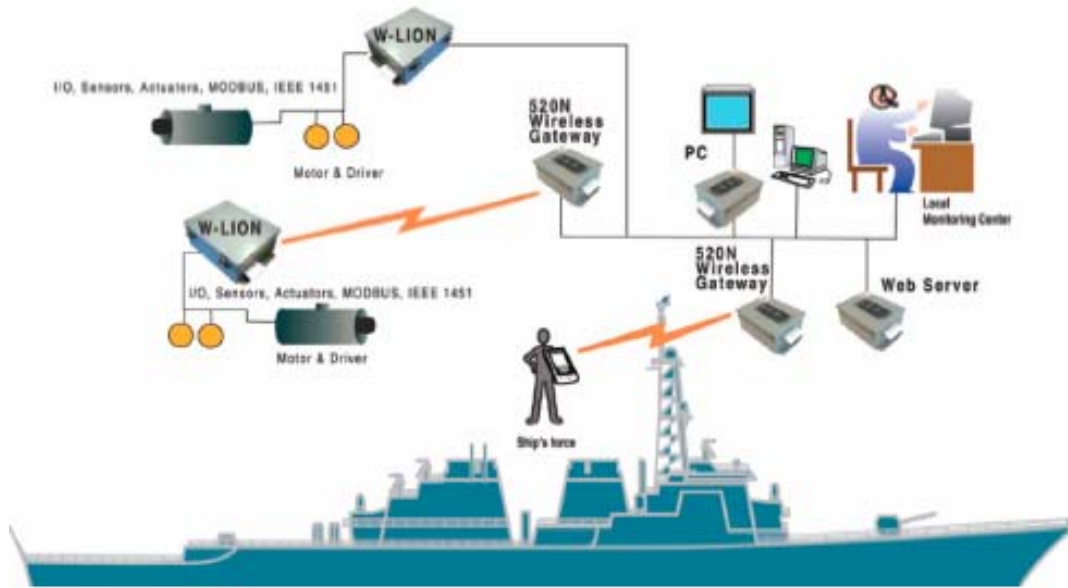 W-LION
I/O, Sensors, Actuators, MODBUS, IEEE 1451
Motor & Driver
520N
Wireless
Gateway
PC
Local
Monitoring Center
W-LION
I/O, Sensors, Actuators, MODBUS, IEEE 1451
Motor & Driver
520N
Wireless
Gateway
Web Server
Ship's force